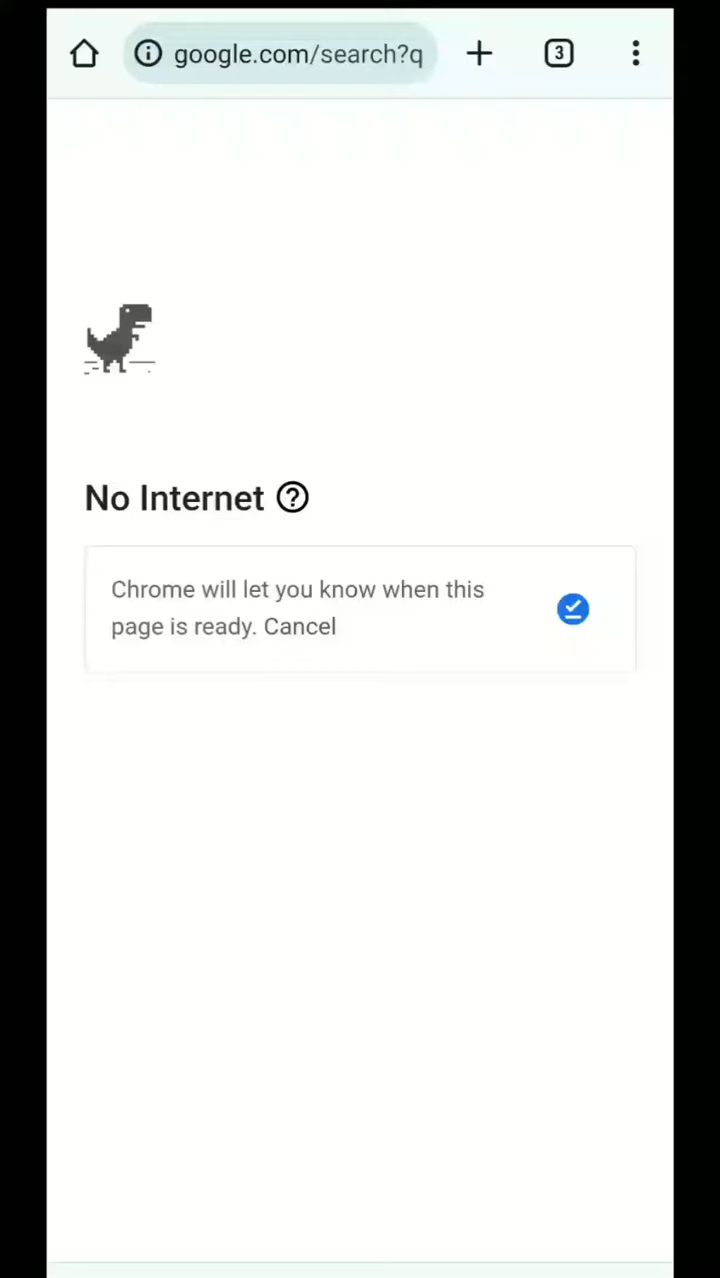 google.com/search?q
3
No Internet
Chrome will let you know when this
page is ready. Cancel